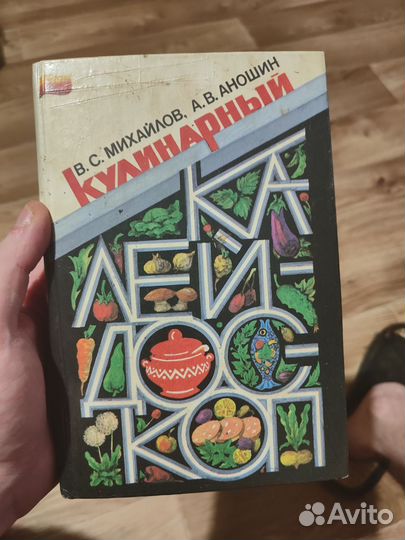 В. С. МИХАЙЛОВ, А. В. АНОШИН
КУЛИНАРНЫЙ
КА
ЛЕЙ-
ДОС-
КОП
Avito